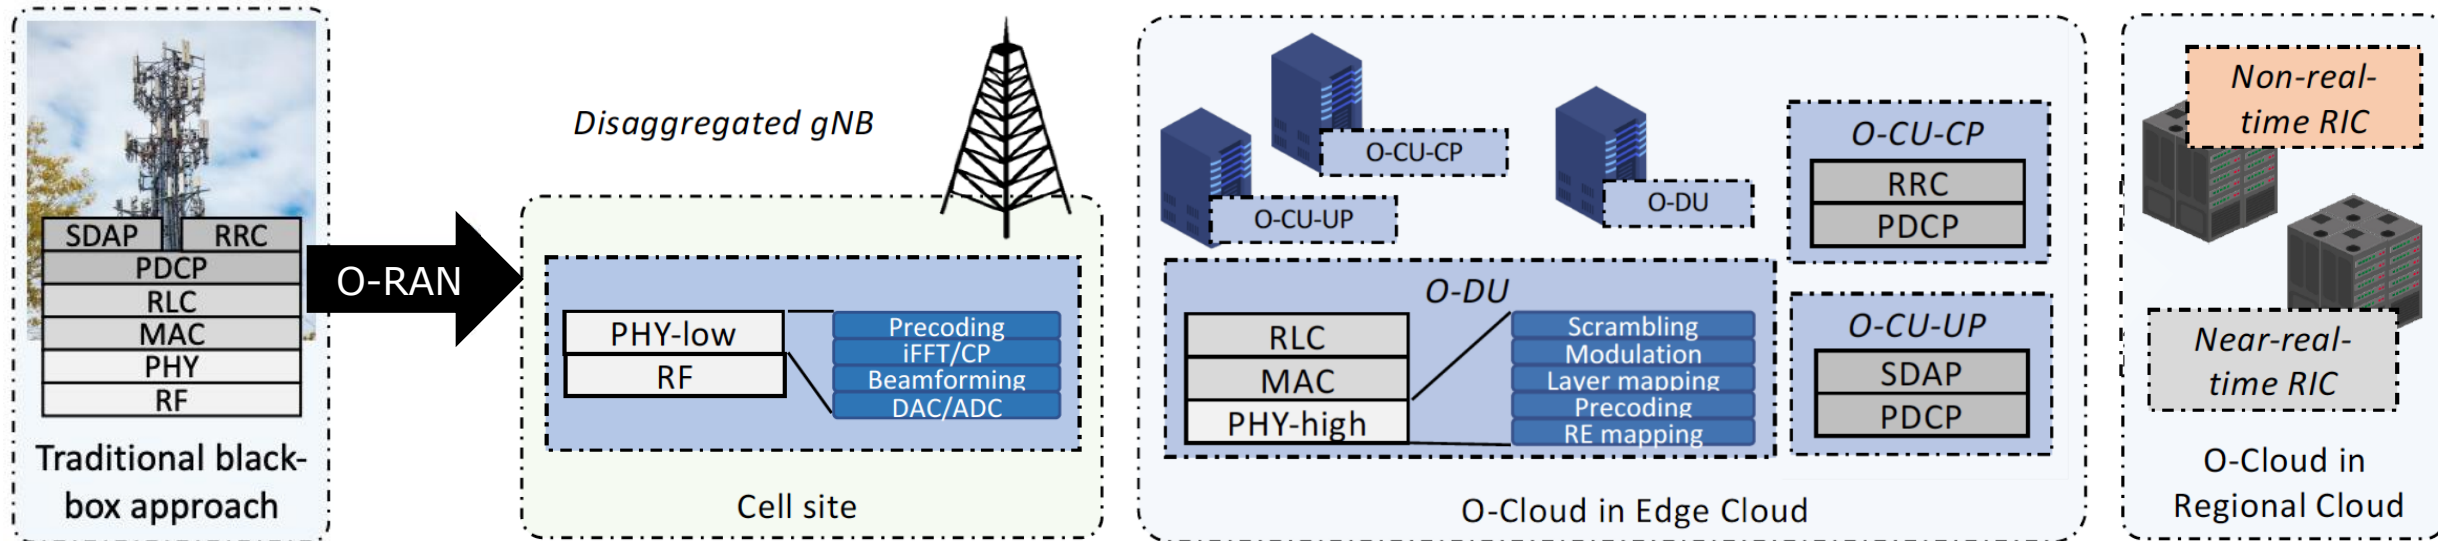 SDAP
RRC
PDCP
RLC
MAC
PHY
RF
Traditional black-
box approach
O-RAN
Disaggregated gNB
PHY-low
RF
Precoding
iFFT/CP
Beamforming
DAC/ADC
Cell site
O-CU-CP
O-CU-UP
O-DU
O-DU
RLC
MAC
PHY-high
Scrambling
Modulation
Layer mapping
Precoding
RE mapping
O-CU-CP
RRC
PDCP
O-CU-UP
SDAP
PDCP
O-Cloud in Edge Cloud
Non-real-
time RIC
Near-real-
time RIC
O-Cloud in
Regional Cloud